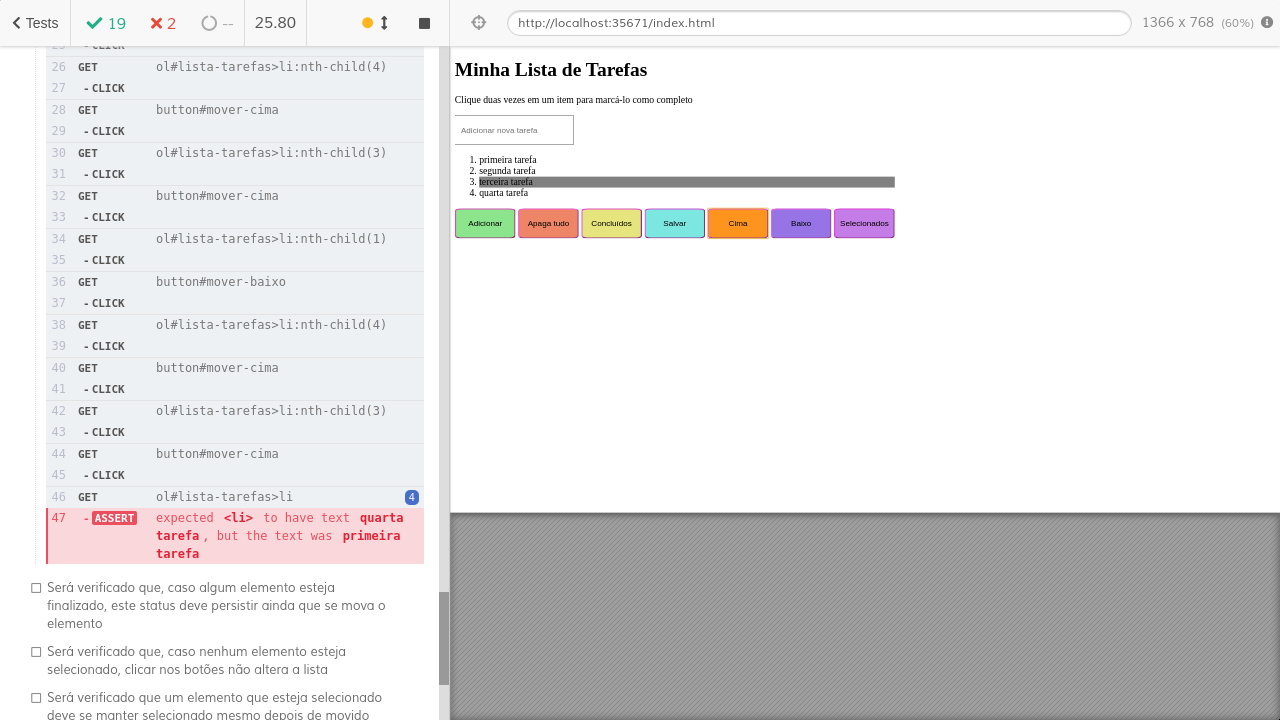 Tests 19 2 -- 25.80 http://localhost:35671/index.html 1366 x 768 (60%)
25 -CLICK
26 GET ol#lista-tarefas>li:nth-child(4)
27 -CLICK
28 GET button#mover-cima
29 -CLICK
30 GET ol#lista-tarefas>li:nth-child(3)
31 -CLICK
32 GET button#mover-cima
33 -CLICK
34 GET ol#lista-tarefas>li:nth-child(1)
35 -CLICK
36 GET button#mover-baixo
37 -CLICK
38 GET ol#lista-tarefas>li:nth-child(4)
39 -CLICK
40 GET button#mover-cima
41 -CLICK
42 GET ol#lista-tarefas>li:nth-child(3)
43 -CLICK
44 GET button#mover-cima
45 -CLICK
46 GET ol#lista-tarefas>li 4
47 -ASSERT expected <li> to have text quarta
tarefa, but the text was primeira
tarefa
Será verificado que, caso algum elemento esteja
finalizado, este status deve persistir ainda que se mova o
elemento
Será verificado que, caso nenhum elemento esteja
selecionado, clicar nos botões não altera a lista
Será verificado que um elemento que esteja selecionado
deve se manter selecionado mesmo depois de movido
Minha Lista de Tarefas
Clique duas vezes em um item para marcá-lo como completo
Adicionar nova tarefa
1. primeira tarefa
2. segunda tarefa
3. terceira tarefa
4. quarta tarefa
Adicionar Apaga tudo Concluídos Salvar Cima Baixo Selecionados